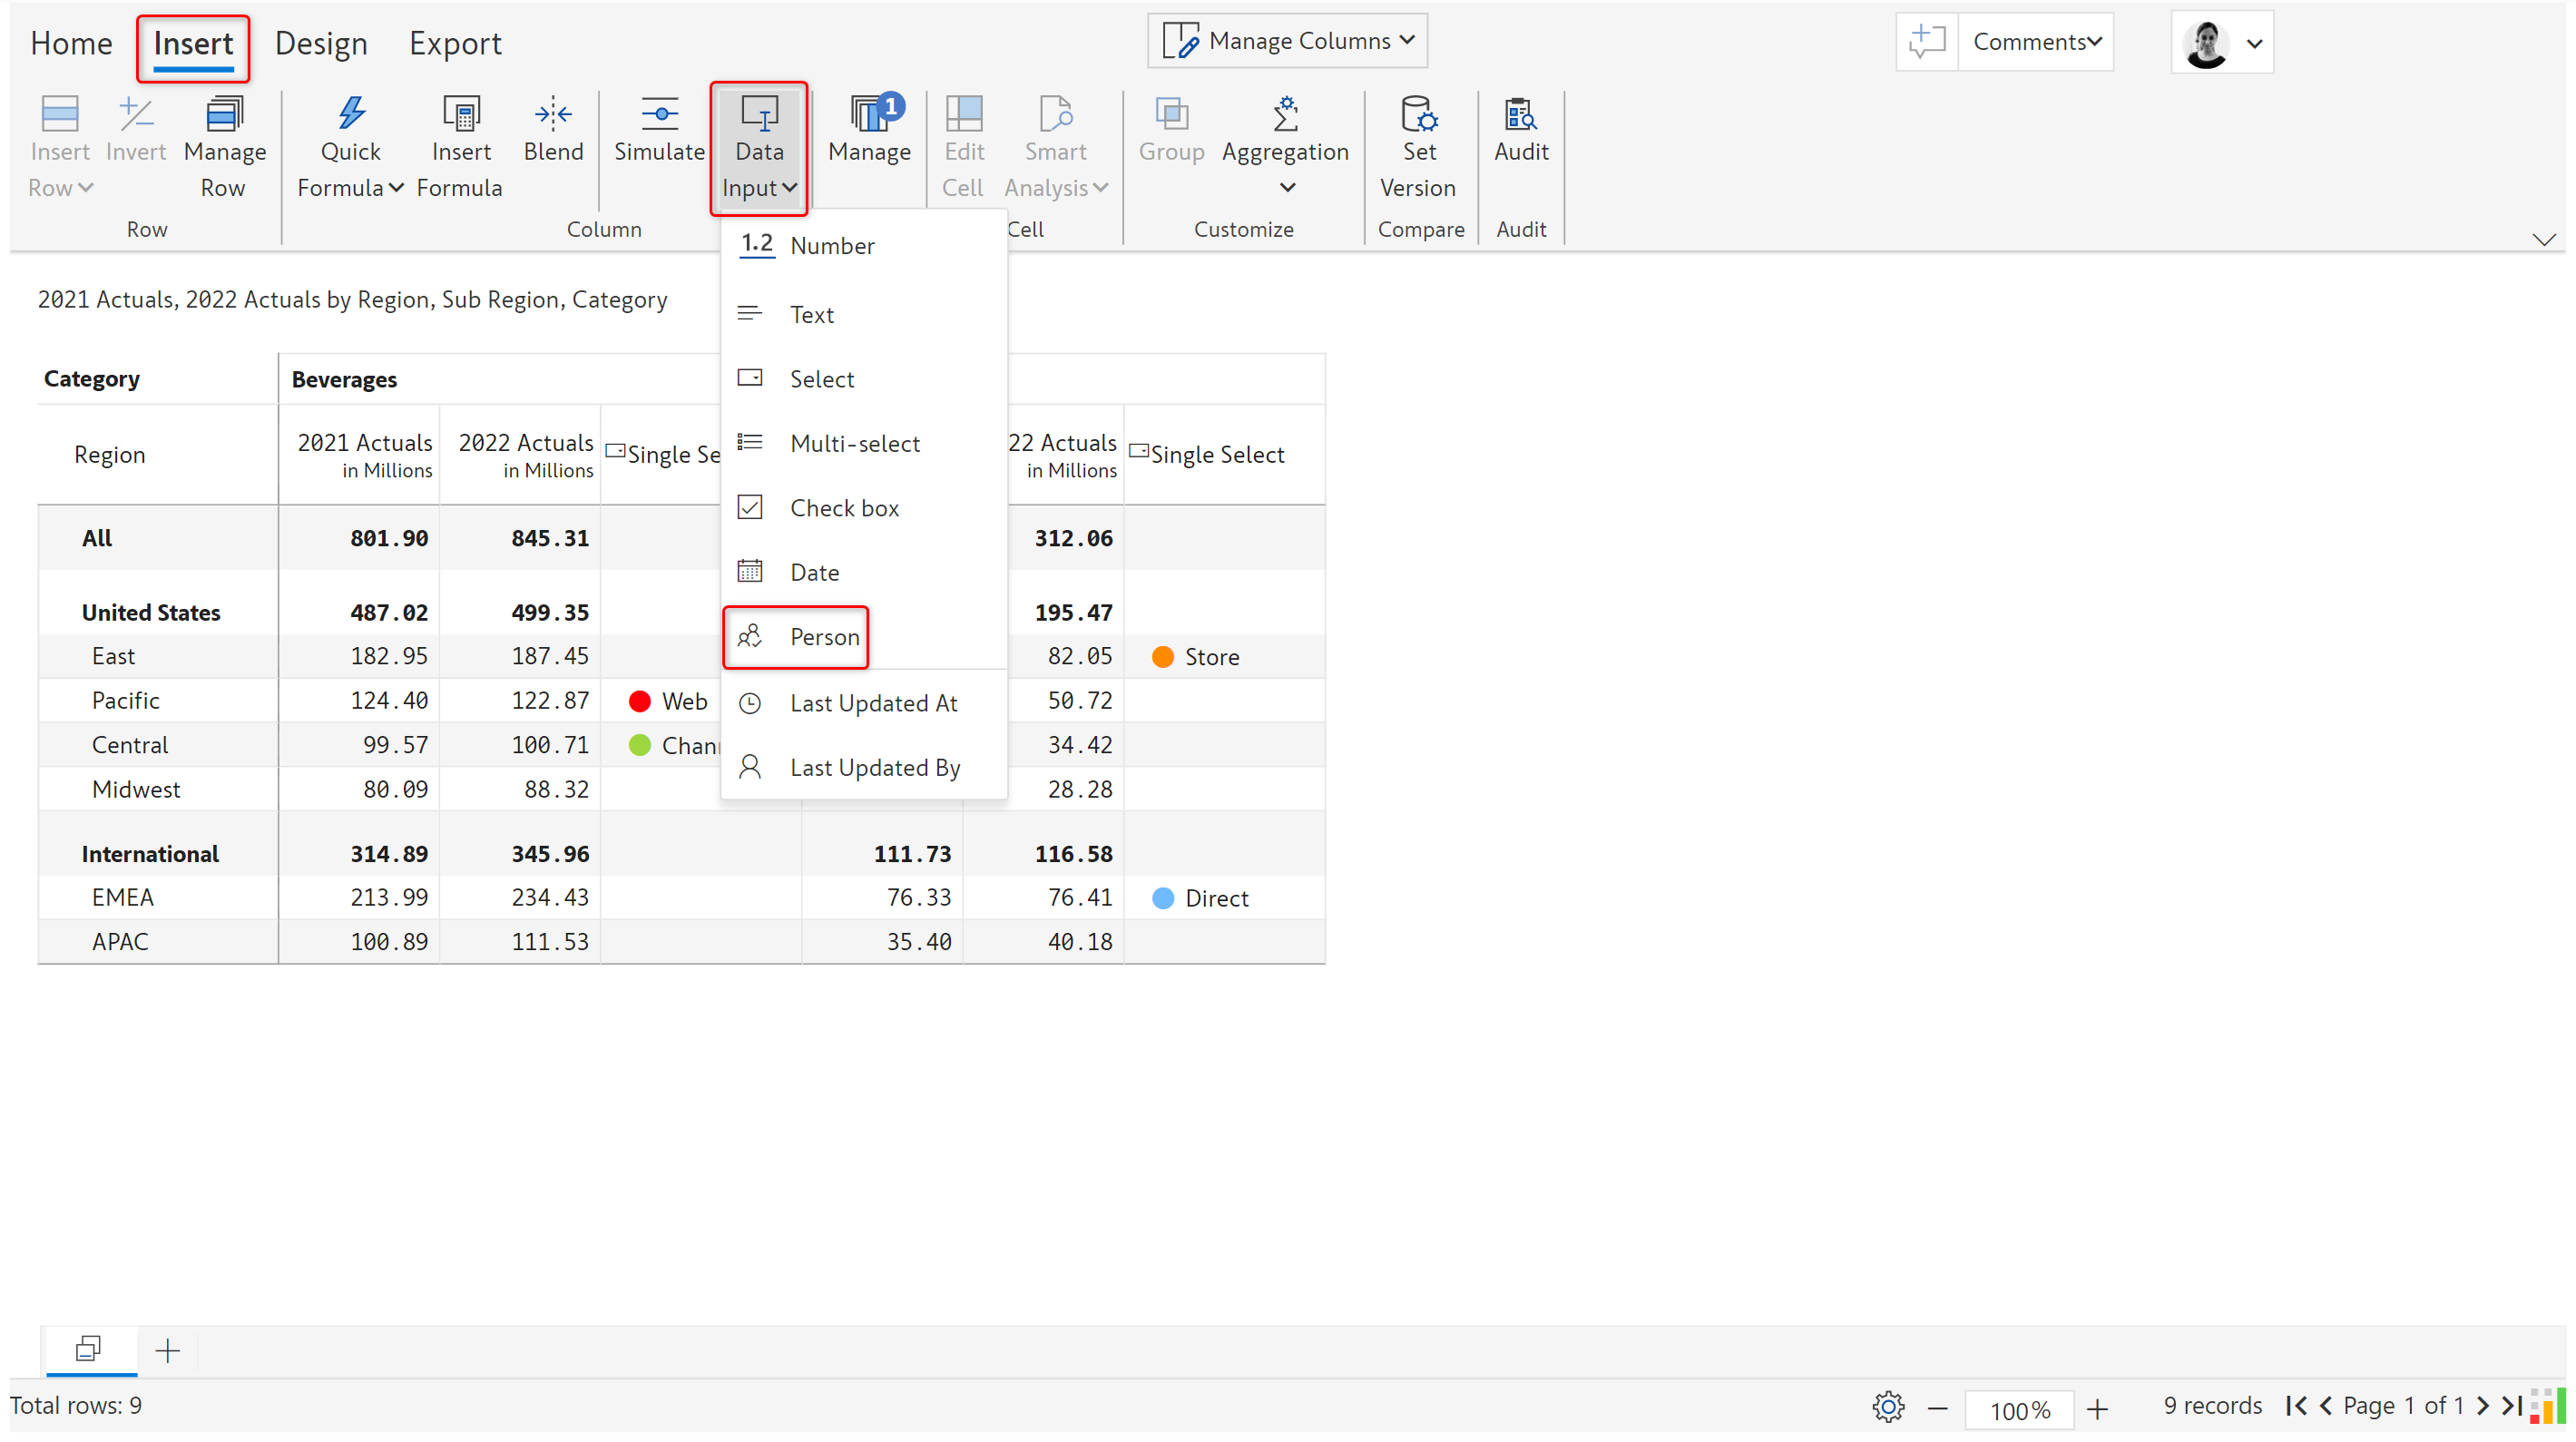 Home Insert Design Export Manage Columns Comments
Insert Row Invert Manage Row Quick Formula Insert Formula Blend Simulate Data Input Manage 1 Edit Cell Smart Analysis Group Aggregation Set Version Audit
Row Column Cell Customize Compare Audit
1.2 Number
Text
Select
Multi-select
Check box
Date
Person
Last Updated At
Last Updated By
2021 Actuals, 2022 Actuals by Region, Sub Region, Category
Category Beverages
Region 2021 Actuals in Millions 2022 Actuals in Millions Single Se 22 Actuals in Millions Single Select
All 801.90 845.31 312.06
United States 487.02 499.35 195.47
East 182.95 187.45 82.05 Store
Pacific 124.40 122.87 Web 50.72
Central 99.57 100.71 Chan 34.42
Midwest 80.09 88.32 28.28
International 314.89 345.96 111.73 116.58
EMEA 213.99 234.43 76.33 76.41 Direct
APAC 100.89 111.53 35.40 40.18
Total rows: 9 100% 9 records Page 1 of 1